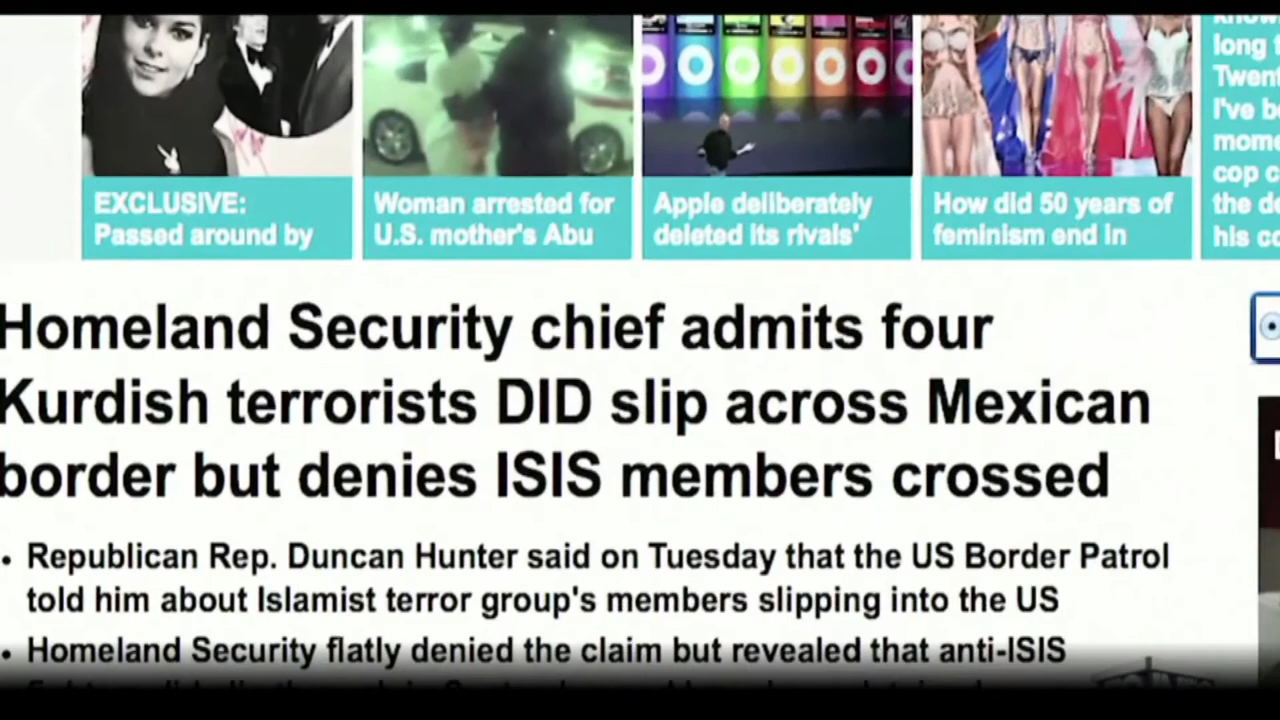 EXCLUSIVE:
Passed around by
Woman arrested for
U.S. mother's Abu
Apple deliberately
deleted its rivals'
How did 50 years of
feminism end in
long
Twent
I've b
mome
cop c
the de
his co
Homeland Security chief admits four
Kurdish terrorists DID slip across Mexican
border but denies ISIS members crossed
• Republican Rep. Duncan Hunter said on Tuesday that the US Border Patrol
told him about Islamist terror group's members slipping into the US
• Homeland Security flatly denied the claim but revealed that anti-ISIS